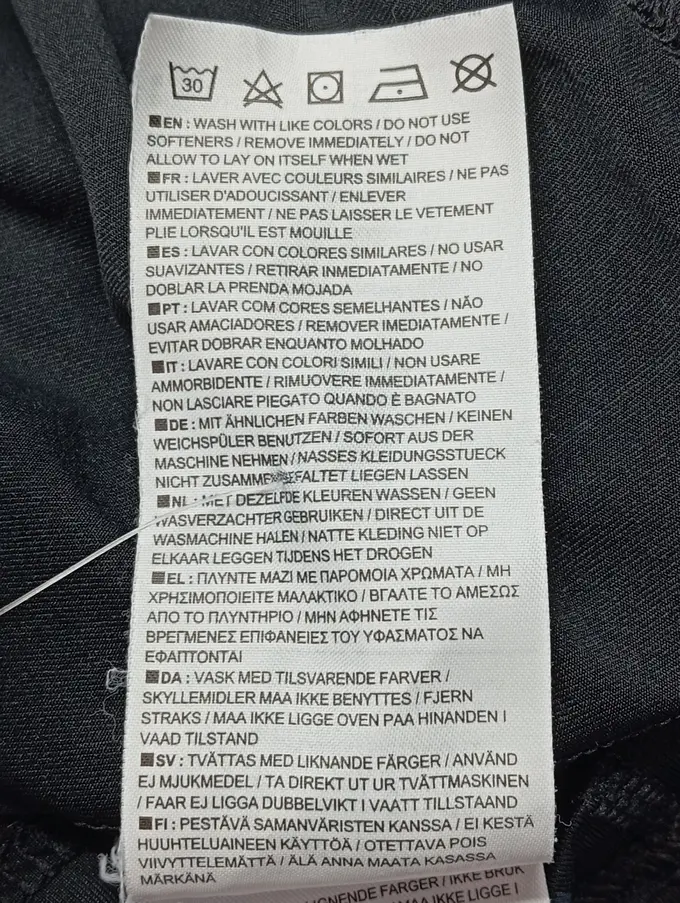 30
EN : WASH WITH LIKE COLORS / DO NOT USE
SOFTENERS / REMOVE IMMEDIATELY / DO NOT
ALLOW TO LAY ON ITSELF WHEN WET
FR : LAVER AVEC COULEURS SIMILAIRES / NE PAS
UTILISER D'ADOUCISSANT / ENLEVER
IMMEDIATEMENT / NE PAS LAISSER LE VETEMENT
PLIE LORSQU'IL EST MOUILLE
ES : LAVAR CON COLORES SIMILARES / NO USAR
SUAVIZANTES / RETIRAR INMEDIATAMENTE / NO
DOBLAR LA PRENDA MOJADA
PT : LAVAR COM CORES SEMELHANTES / NÃO
USAR AMACIADORES / REMOVER IMEDIATAMENTE /
EVITAR DOBRAR ENQUANTO MOLHADO
IT : LAVARE CON COLORI SIMILI / NON USARE
AMMORBIDENTE / RIMUOVERE IMMEDIATAMENTE /
NON LASCIARE PIEGATO QUANDO È BAGNATO
DE : MIT ÄHNLICHEN FARBEN WASCHEN / KEINEN
WEICHSPÜLER BENUTZEN / SOFORT AUS DER
MASCHINE NEHMEN / NASSES KLEIDUNGSSTUECK
NICHT ZUSAMMENGEFALTET LIEGEN LASSEN
NL : MET DEZELFDE KLEUREN WASSEN / GEEN
WASVERZACHTER GEBRUIKEN / DIRECT UIT DE
WASMACHINE HALEN / NATTE KLEDING NIET OP
ELKAAR LEGGEN TIJDENS HET DROGEN
EL : ΠΛΥΝΤΕ ΜΑΖΙ ΜΕ ΠΑΡΟΜΟΙΑ ΧΡΩΜΑΤΑ / ΜΗ
ΧΡΗΣΙΜΟΠΟΙΕΙΤΕ ΜΑΛΑΚΤΙΚΟ / ΒΓΑΛΤΕ ΤΟ ΑΜΕΣΩΣ
ΑΠΟ ΤΟ ΠΛΥΝΤΗΡΙΟ / ΜΗΝ ΑΦΗΝΕΤΕ ΤΙΣ
ΒΡΕΓΜΕΝΕΣ ΕΠΙΦΑΝΕΙΕΣ ΤΟΥ ΥΦΑΣΜΑΤΟΣ ΝΑ
ΕΦΑΠΤΟΝΤΑΙ
DA : VASK MED TILSVARENDE FARVER /
SKYLLEMIDLER MAA IKKE BENYTTES / FJERN
STRAKS / MAA IKKE LIGGE OVEN PAA HINANDEN I
VAAD TILSTAND
SV : TVÄTTAS MED LIKNANDE FÄRGER / ANVÄND
EJ MJUKMEDEL / TA DIREKT UT UR TVÄTTMASKINEN
/ FAAR EJ LIGGA DUBBELVIKT I VAATT TILLSTAAND
FI : PESTÄVÄ SAMANVÄRISTEN KANSSA / EI KESTÄ
HUUHTELUAINEEN KÄYTTÖÄ / OTETTAVA POIS
VIIVYTTELEMÄTTÄ / ÄLÄ ANNA MAATA KASASSA
MÄRKÄNÄ
FARGER / IKKE BRUK
IKKE LIGGE I